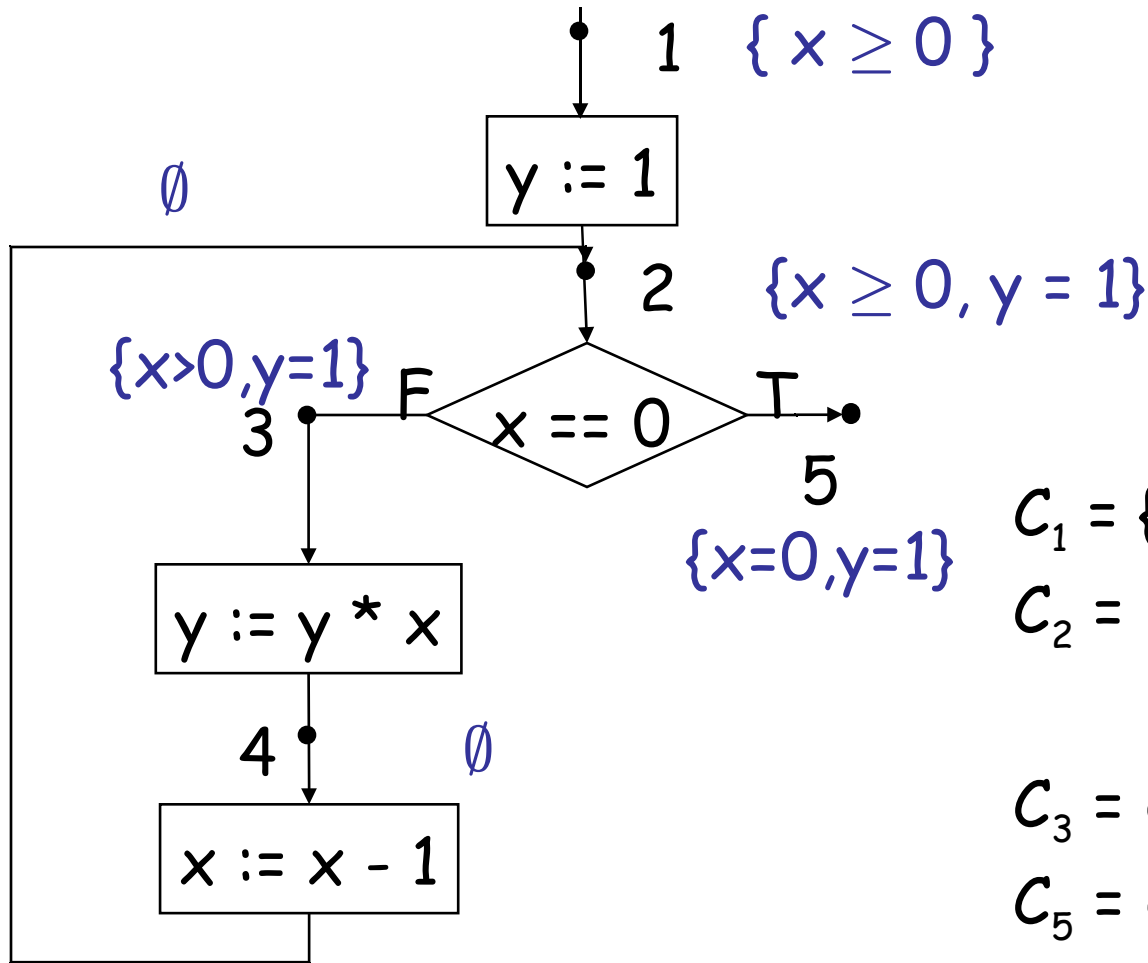 1 { x ≥ 0 }
y := 1
∅
2 {x ≥ 0, y = 1}
{x>0,y=1} F T
3 x == 0
5
C₁ = {
{x=0,y=1}
y := y * x
C₂ =
4 ∅
C₃ =
x := x - 1
C₅ =